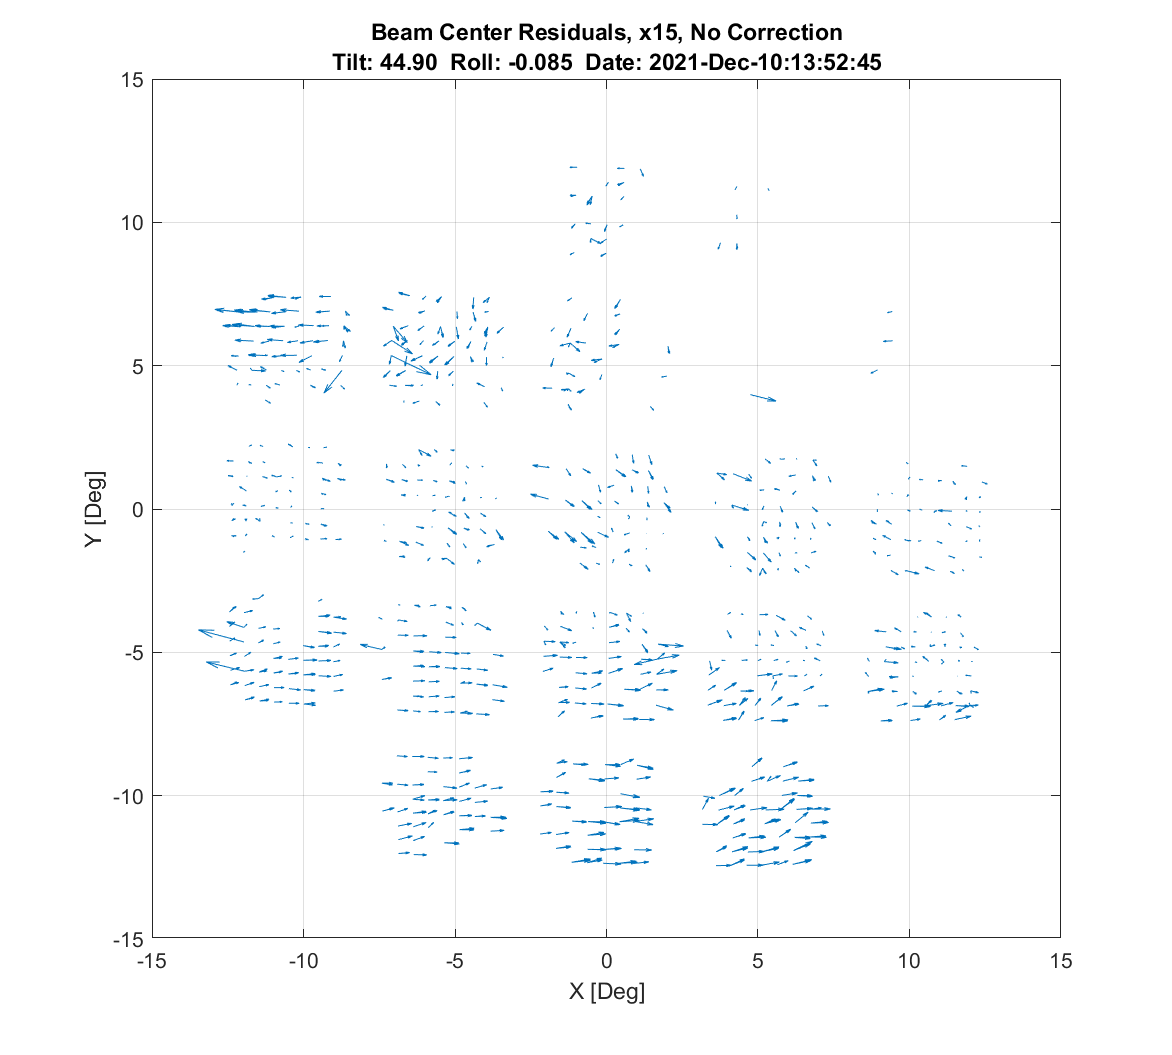 Beam Center Residuals, x15, No Correction
Tilt: 44.90 Roll: -0.085 Date: 2021-Dec-10:13:52:45
15
10
5
0
-5
-10
-15
Y [Deg]
-15 -10 -5 0 5 10 15
X [Deg]